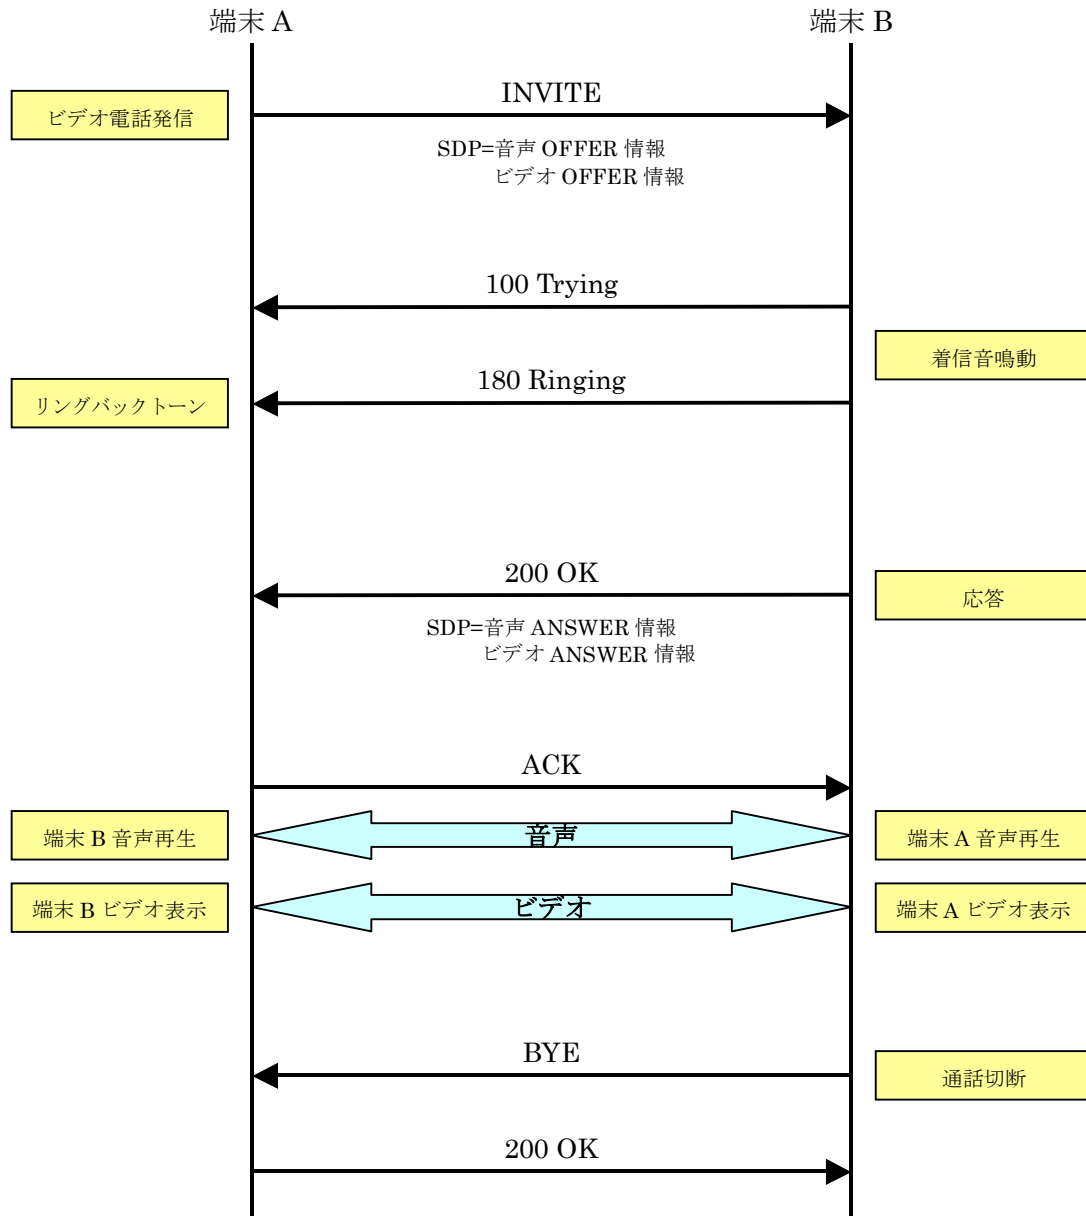 端末 A
端末 B
INVITE
ビデオ電話発信
SDP=音声 OFFER 情報
ビデオ OFFER 情報
100 Trying
着信音鳴動
180 Ringing
リングバックトーン
200 OK
応答
SDP=音声 ANSWER 情報
ビデオ ANSWER 情報
ACK
端末 B 音声再生
音声
端末 A 音声再生
端末 B ビデオ表示
ビデオ
端末 A ビデオ表示
BYE
通話切断
200 OK